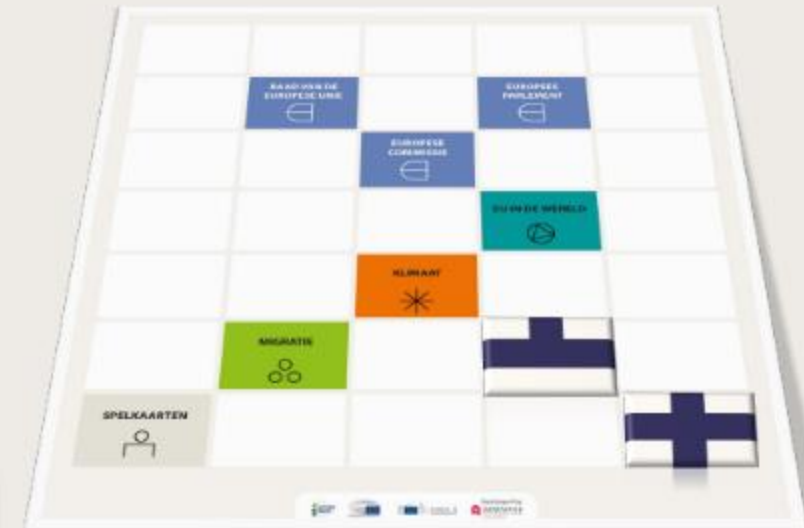 RAAD VAN DE
EUROPESE UNIE
EUROPEES
PARLEMENT
EUROPESE
COMMISSIE
EU IN DE WERELD
KLIMAAT
MIGRATIE
SPELKAARTEN